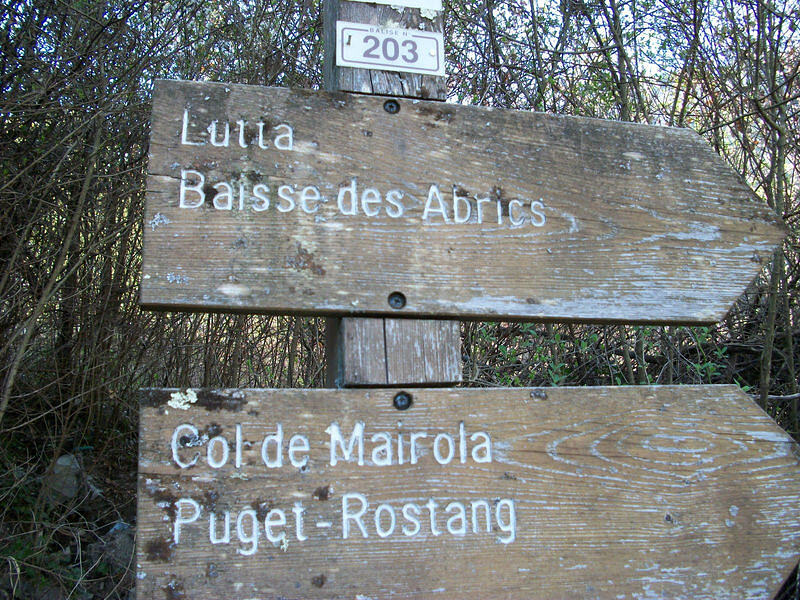 BALISE N
203
Lutta
Baisse des Abrics
Col de Mairola
Puget-Rostang